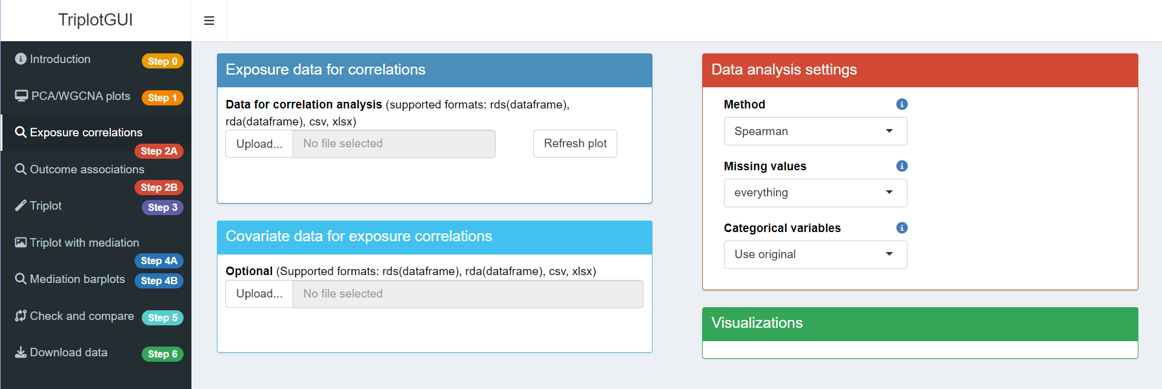 TriplotGUI
Introduction
Step 0
PCA/WGCNA plots
Step 1
Exposure correlations
Step 2A
Outcome associations
Step 2B
Triplot
Step 3
Triplot with mediation
Step 4A
Mediation barplots
Step 4B
Check and compare
Step 5
Download data
Step 6
Exposure data for correlations
Data for correlation analysis (supported formats: rds(dataframe),
rda(dataframe), csv, xlsx)
Upload...
No file selected
Refresh plot
Covariate data for exposure correlations
Optional (Supported formats: rds(dataframe), rda(dataframe), csv, xlsx)
Upload...
No file selected
Data analysis settings
Method
Spearman
Missing values
everything
Categorical variables
Use original
Visualizations